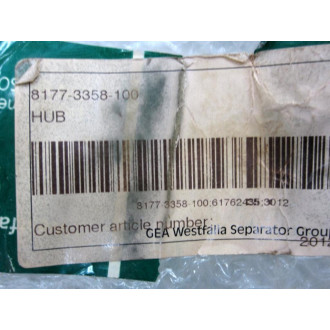 8177-3358-100
HUB
8177-3358-100;61762435;3012
Customer article number:
GEA Westfalia Separator Group
2012